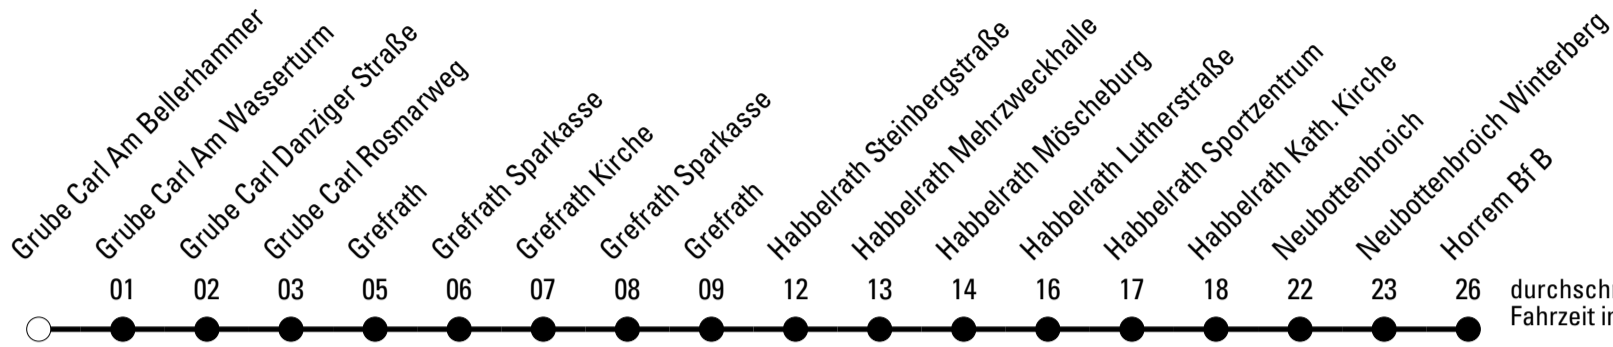 Grube Carl Am Bellerhammer
Grube Carl Am Wasserturm
Grube Carl Danziger Straße
Grube Carl Rosmarweg
Grefrath
Grefrath Sparkasse
Grefrath Kirche
Grefrath Sparkasse
Grefrath
Habbelrath Steinbergstraße
Habbelrath Mehrzweckhalle
Habbelrath Möscheburg
Habbelrath Lutherstraße
Habbelrath Sportzentrum
Habbelrath Kath. Kirche
Neubottenbroich
Neubottenbroich Winterberg
Horrem Bf B
01 02 03 05 06 07 08 09 12 13 14 16 17 18 22 23 26
durchsch
Fahrzeit i